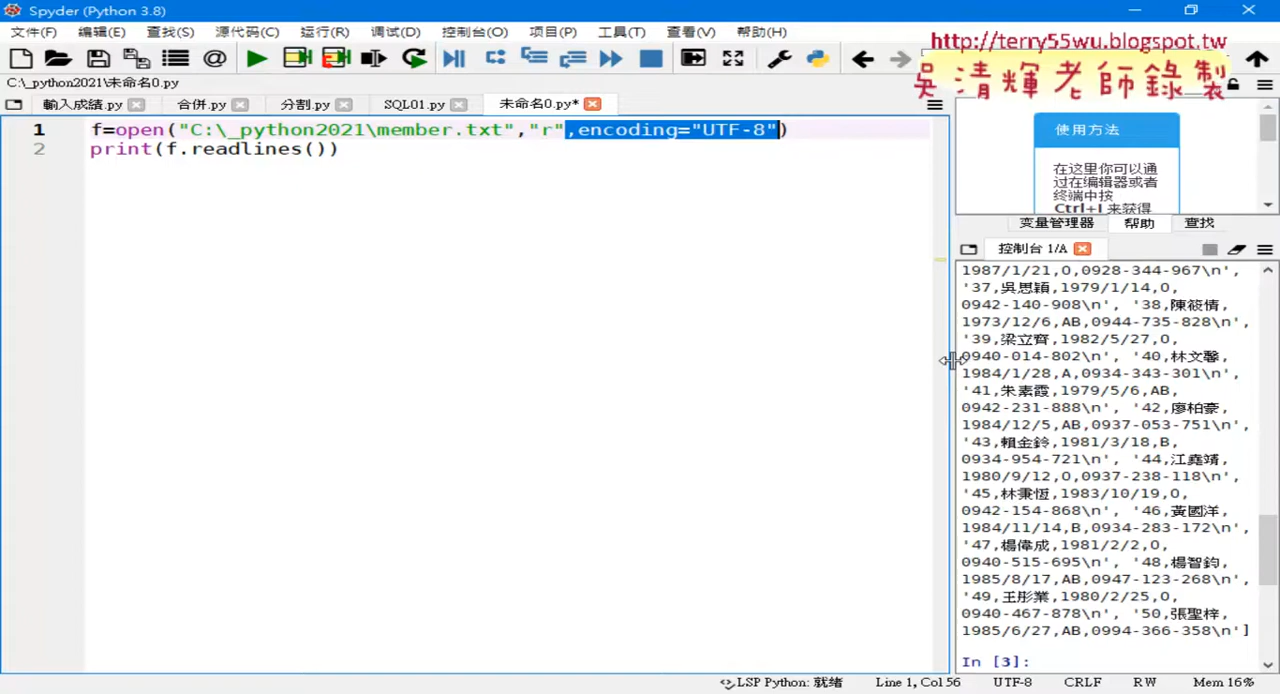 Spyder (Python 3.8)
文件(F) 编辑(E) 查找(S) 源代码(C) 运行(R) 调试(D) 控制台(O) 项目(P) 工具(T) 查看(V) 帮助(H)
http://terry55wu.blogspot.tw
吳清輝老師錄製
C:\_python2021\未命名0.py
輸入成績.py 合併.py 分割.py SQL01.py 未命名0.py*
1 f=open("C:\_python2021\member.txt","r",encoding="UTF-8")
2 print(f.readlines())
使用方法
在这里你可以通
过在编辑器或者
终端中按
Ctrl+I 来获得
变量管理器 帮助 查找
控制台 1/A
1987/1/21,O,0928-344-967\n',
'37,吳思穎,1979/1/14,O,
0942-140-908\n', '38,陳筱情,
1973/12/6,AB,0944-735-828\n',
'39,梁立齊,1982/5/27,O,
0940-014-802\n', '40,林文馨,
1984/1/28,A,0934-343-301\n',
'41,朱素霞,1979/5/6,AB,
0942-231-888\n', '42,廖柏豪,
1984/12/5,AB,0937-053-751\n',
'43,賴金鈴,1981/3/18,B,
0934-954-721\n', '44,江堯靖,
1980/9/12,O,0937-238-118\n',
'45,林秉恆,1983/10/19,O,
0942-154-868\n', '46,黃國洋,
1984/11/14,B,0934-283-172\n',
'47,楊偉成,1981/2/2,O,
0940-515-695\n', '48,楊智鈞,
1985/8/17,AB,0947-123-268\n',
'49,王彤業,1980/2/25,O,
0940-467-878\n', '50,張聖梓,
1985/6/27,AB,0994-366-358\n']
In [3]:
LSP Python: 就绪 Line 1, Col 56 UTF-8 CRLF RW Mem 16%